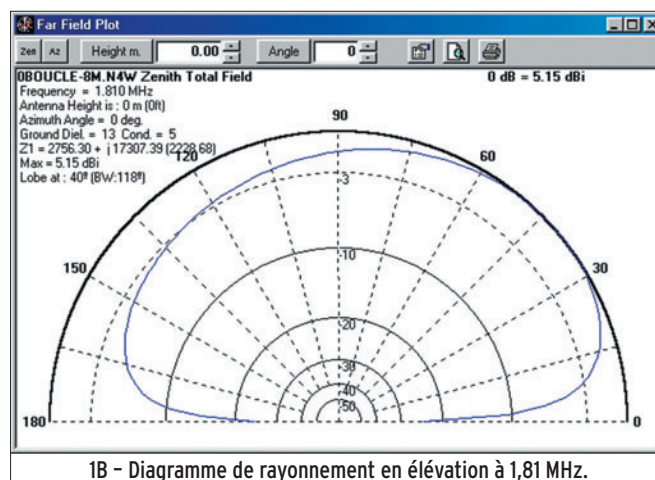 Far Field Plot
Zen Az Height m. 0.00 Angle 0
0BOUCLE-8M.N4W Zenith Total Field 0 dB = 5.15 dBi
Frequency = 1.810 MHz
Antenna Height is : 0 m (0ft)
Azimuth Angle = 0 deg.
Ground Diel. = 13 Cond. = 5
Z1 = 2756.30 + j 17307.39 (2228.68)
Max = 5.15 dBi
Lobe at : 40º (BW:118º)
90
120
60
-3
150
30
-10
-20
-30
-40
-50
180
0
1B – Diagramme de rayonnement en élévation à 1,81 MHz.